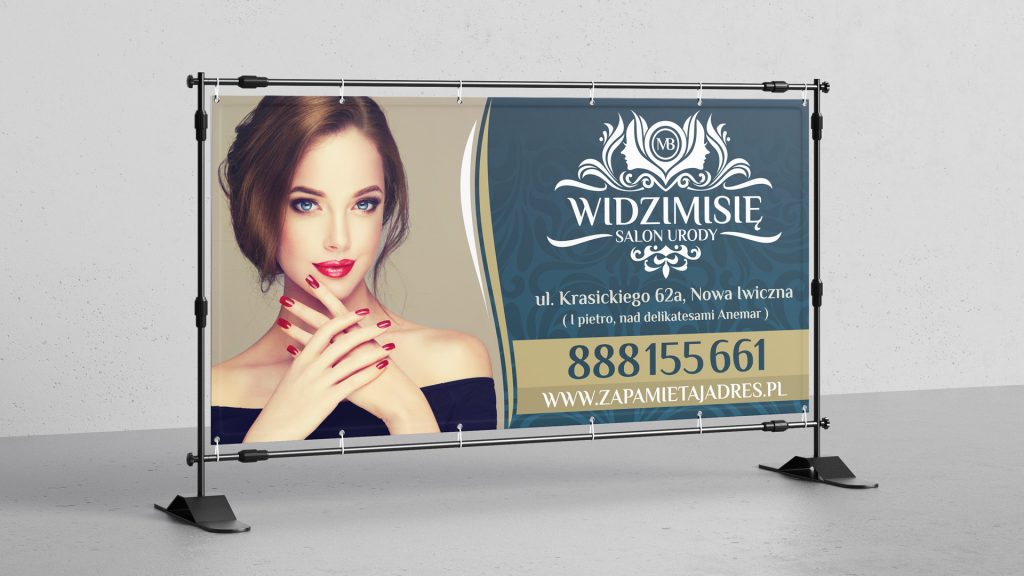 MB
WIDZIMISIĘ
SALON URODY
ul. Krasickiego 62a, Nowa Iwiczna
( I pietro, nad delikatesami Anemar )
888 155 661
WWW.ZAPAMIETAJADRES.PL